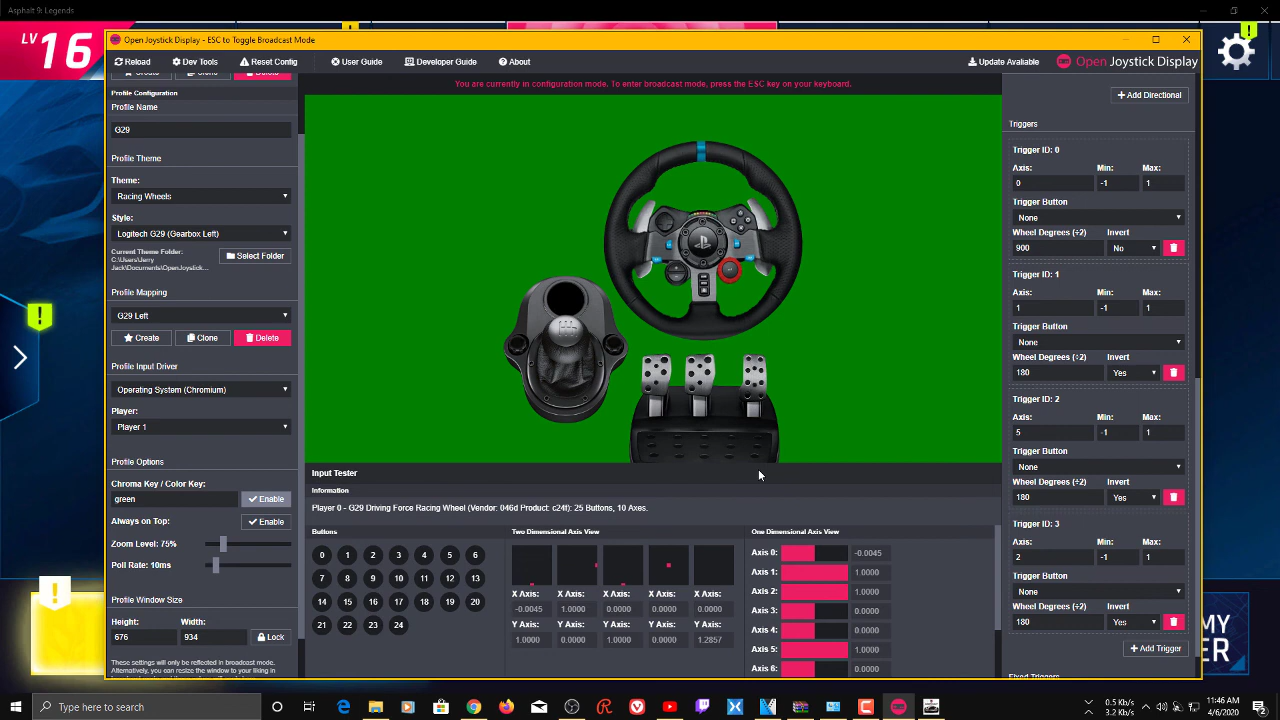 Asphalt 9: Legends
LV 16
Open Joystick Display - ESC to Toggle Broadcast Mode
Reload Dev Tools Reset Config User Guide Developer Guide About Update Available Open Joystick Display
You are currently in configuration mode. To enter broadcast mode, press the ESC key on your keyboard.
Create Clone Delete
Profile Configuration
Profile Name
G29
Profile Theme
Theme:
Racing Wheels
Style:
Logitech G29 (Gearbox Left)
Current Theme Folder:
C:\Users\Jerry
Jack\Documents\OpenJoystick...
Select Folder
Profile Mapping
G29 Left
Create Clone Delete
Profile Input Driver
Operating System (Chromium)
Player:
Player 1
Profile Options
Chroma Key / Color Key:
green Enable
Always on Top: Enable
Zoom Level: 75%
Poll Rate: 10ms
Profile Window Size
Height: Width:
676 934 Lock
These settings will only be reflected in broadcast mode.
Alternatively, you can resize the window to your liking in
Input Tester
Information
Player 0 - G29 Driving Force Racing Wheel (Vendor: 046d Product: c24f): 25 Buttons, 10 Axes.
Buttons
0 1 2 3 4 5 6
7 8 9 10 11 12 13
14 15 16 17 18 19 20
21 22 23 24
Two Dimensional Axis View
X Axis: X Axis: X Axis: X Axis: X Axis:
-0.0045 1.0000 0.0000 0.0000 0.0000
Y Axis: Y Axis: Y Axis: Y Axis: Y Axis:
1.0000 0.0000 1.0000 0.0000 1.2857
One Dimensional Axis View
Axis 0: -0.0045
Axis 1: 1.0000
Axis 2: 1.0000
Axis 3: 0.0000
Axis 4: 0.0000
Axis 5: 1.0000
Axis 6: 0.0000
Add Directional
Triggers
Trigger ID: 0
Axis: Min: Max:
0 -1 1
Trigger Button
None
Wheel Degrees (÷2) Invert
900 No
Trigger ID: 1
Axis: Min: Max:
1 -1 1
Trigger Button
None
Wheel Degrees (÷2) Invert
180 Yes
Trigger ID: 2
Axis: Min: Max:
5 -1 1
Trigger Button
None
Wheel Degrees (÷2) Invert
180 Yes
Trigger ID: 3
Axis: Min: Max:
2 -1 1
Trigger Button
None
Wheel Degrees (÷2) Invert
180 Yes
Add Trigger
MY
ER
Type here to search
0.5 Kb/s
3.2 Kb/s
11:46 AM
4/6/2020